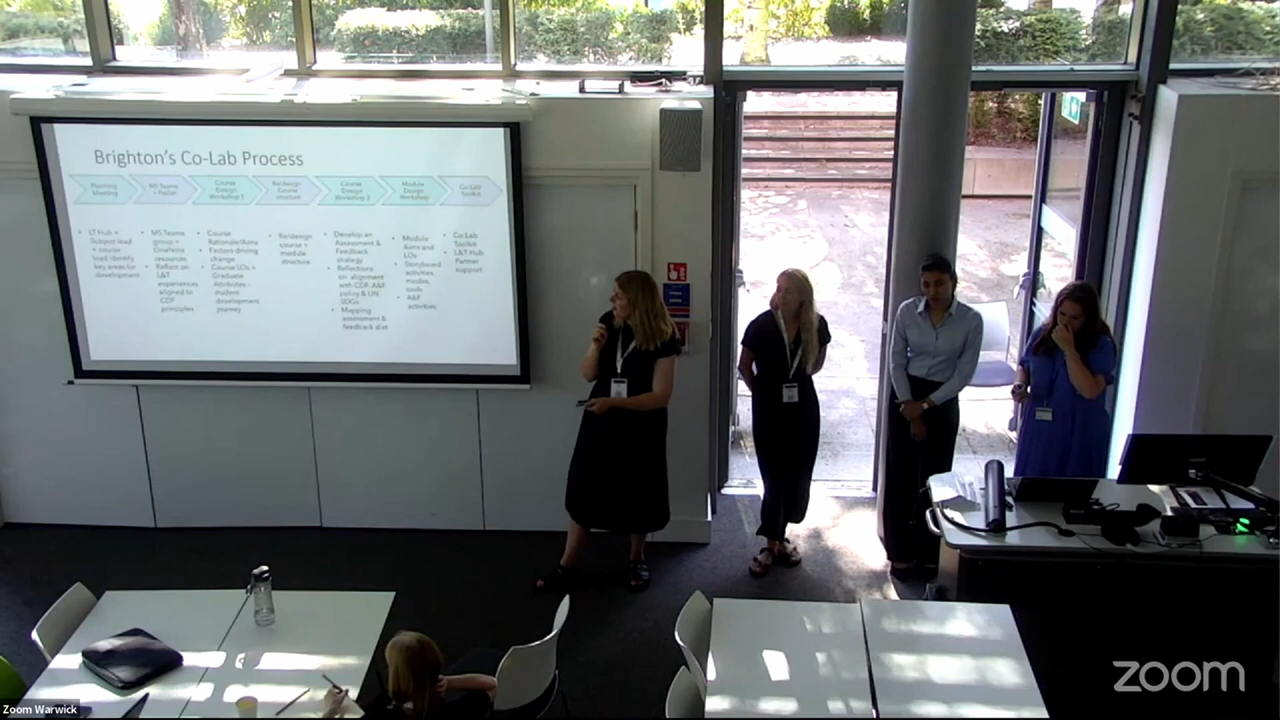 Brighton's Co-Lab Process
Planning
Meeting
MS Teams
+ Padlet
Course
Design
Workshop 1
Re/design
Course
structure
Course
Design
Workshop 2
Module
Design
Workshop
Co-Lab
Toolkit
• LT Hub +
Subject lead
+ course
lead identify
key areas for
development
• MS Teams
group +
OneNote
resources
• Reflect on
L&T
experiences
aligned to
CDF
principles
• Course
Rationale/Aims
• Factors driving
change
• Course LOs +
Graduate
Attributes -
student
development
journey
• Re/design
course +
module
structure
• Develop an
Assessment &
Feedback
strategy
• Reflections
on alignment
with CDF, A&F
policy & UN
SDGs
• Mapping
assessment &
feedback diet
• Module
Aims and
LOs
• Storyboard
activities,
modes,
tools
• A&F
activities
• Co-Lab
Toolkit
• L&T Hub
Partner
support
zoom
Zoom Warwick